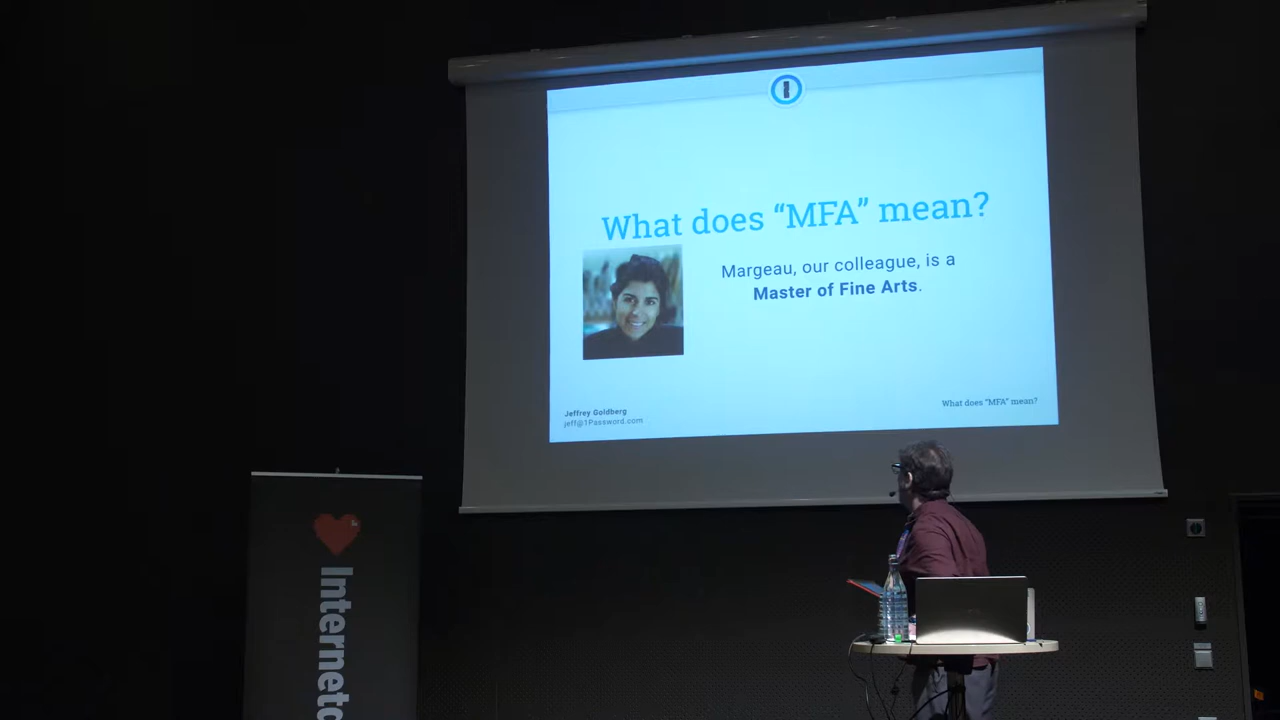 What does “MFA” mean?
Margeau, our colleague, is a
Master of Fine Arts.
Jeffrey Goldberg
jeff@1Password.com
What does “MFA” mean?